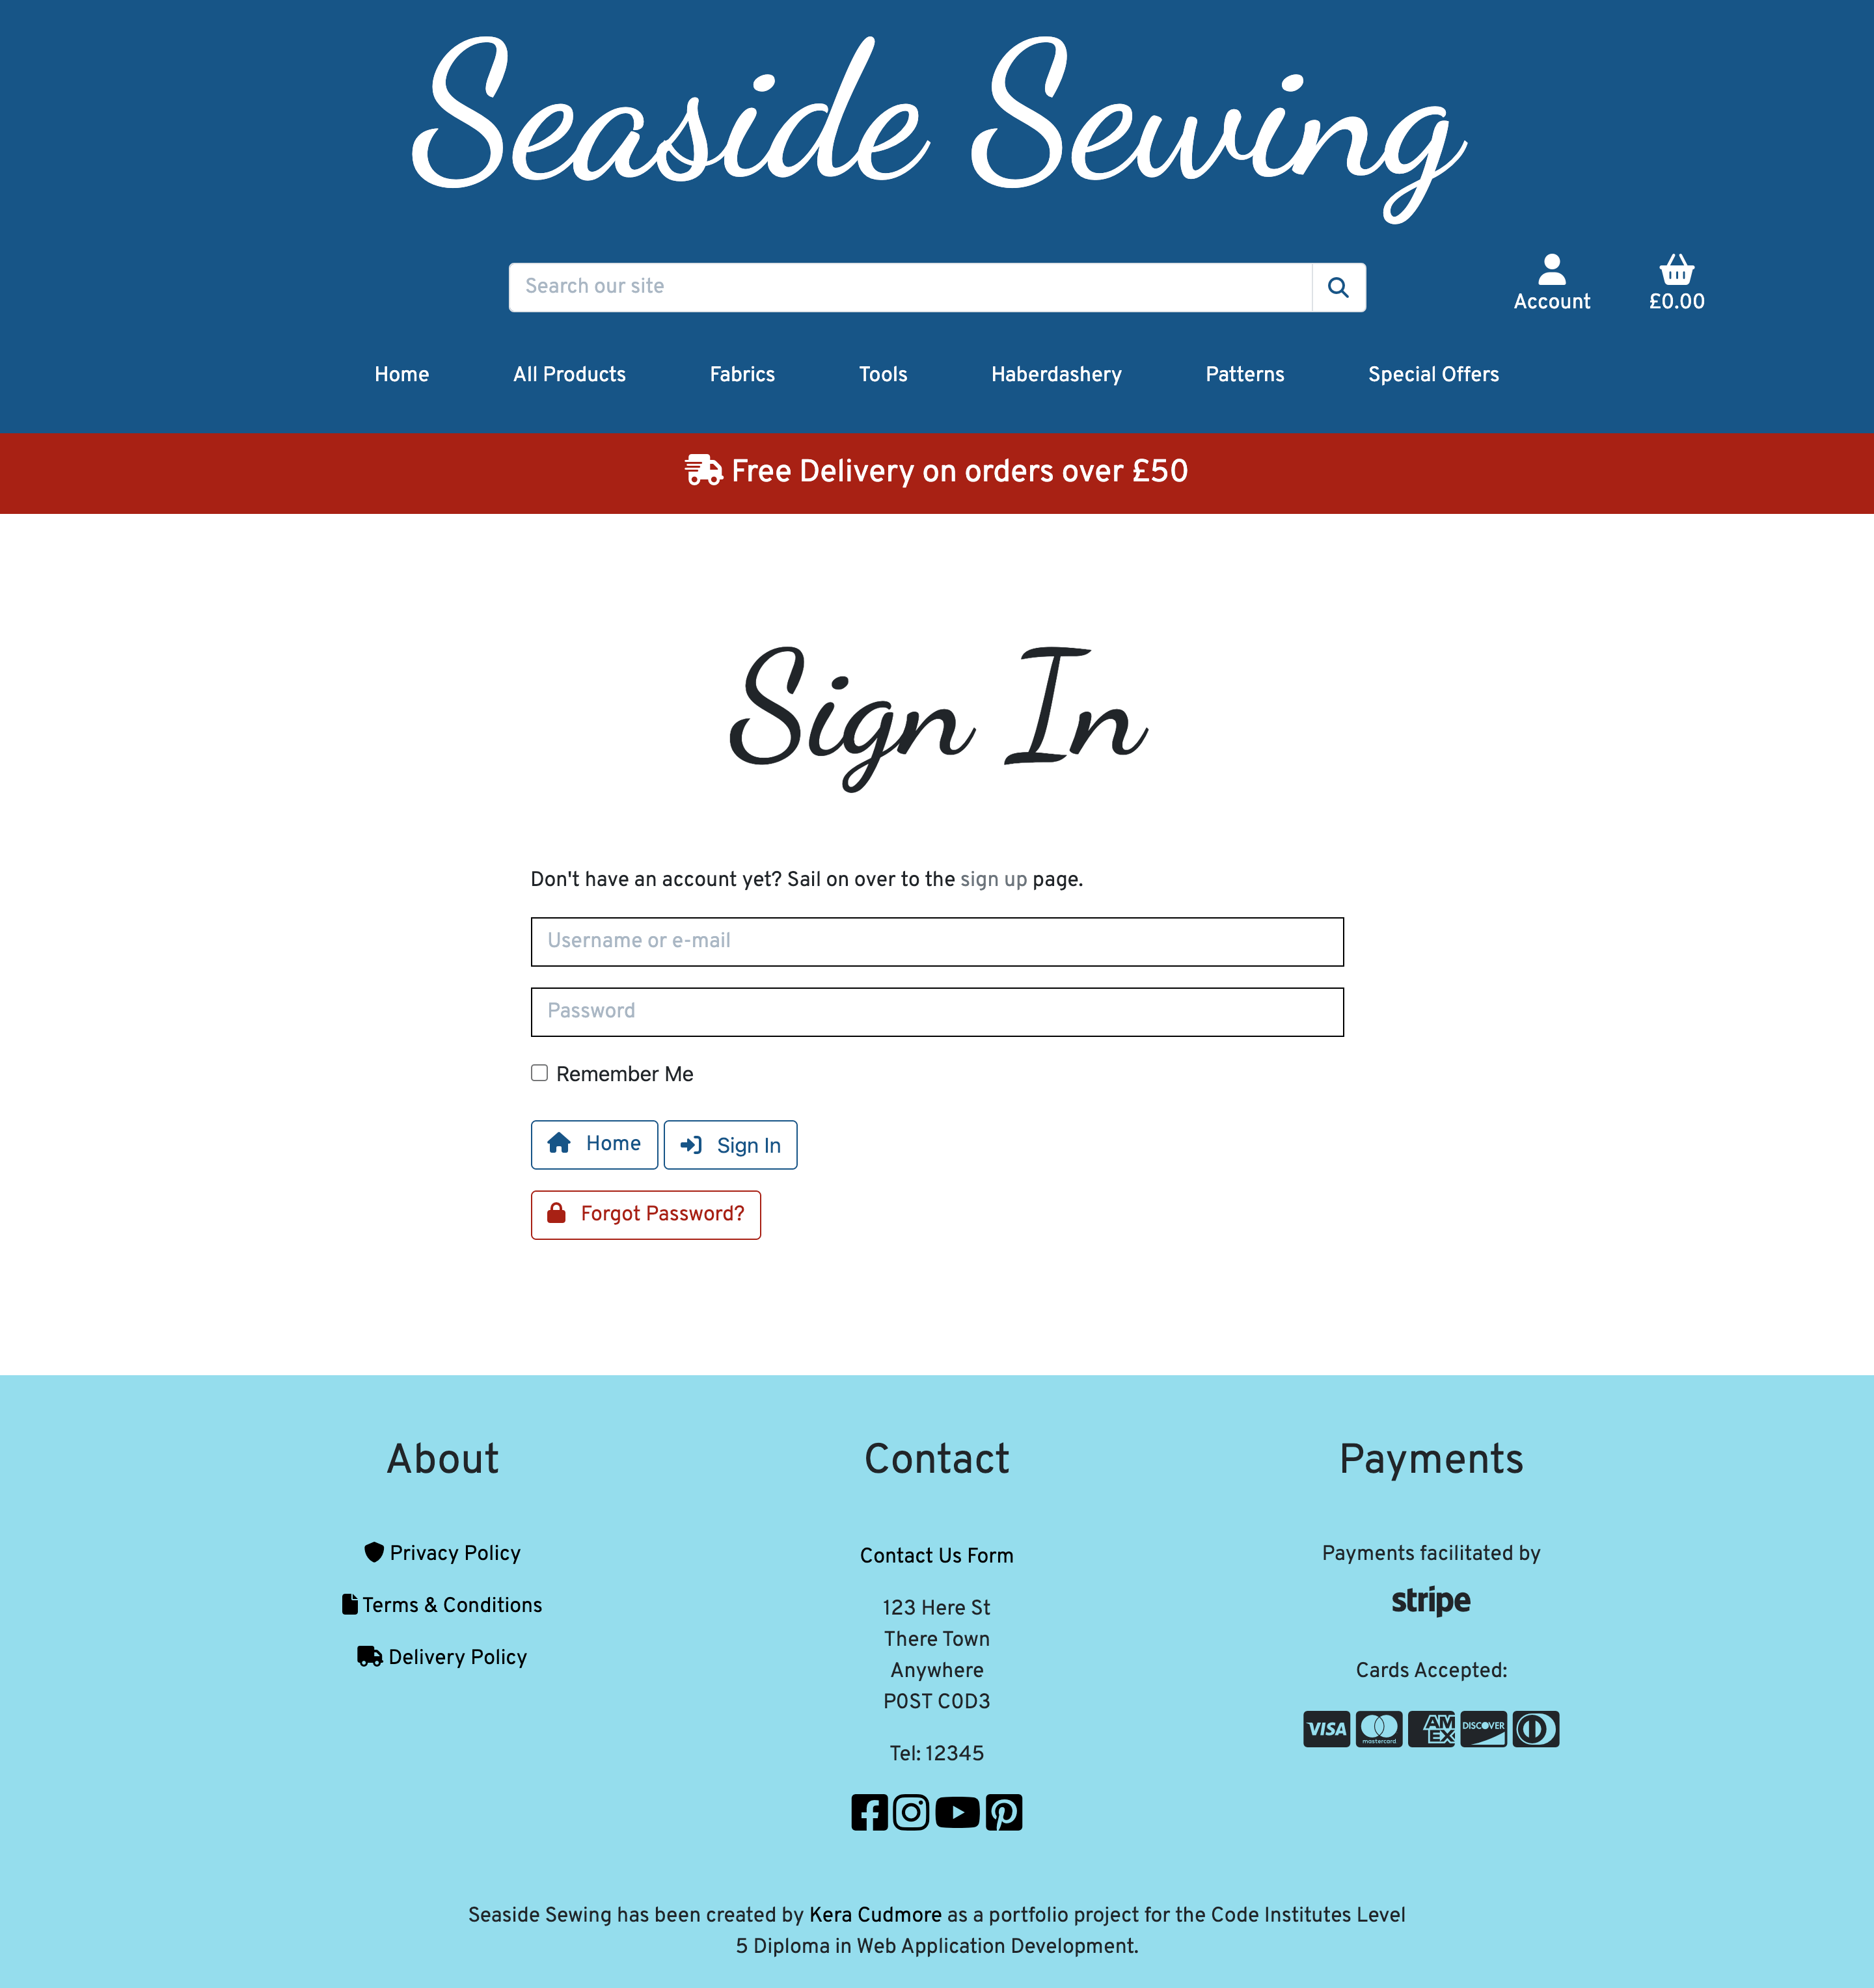 Seaside Sewing
Search our site
Account
£0.00
Home All Products Fabrics Tools Haberdashery Patterns Special Offers
Free Delivery on orders over £50
Sign In
Don't have an account yet? Sail on over to the sign up page.
Username or e-mail
Password
Remember Me
Home
Sign In
Forgot Password?
About
Privacy Policy
Terms & Conditions
Delivery Policy
Contact
Contact Us Form
123 Here St
There Town
Anywhere
P0ST C0D3
Tel: 12345
Payments
Payments facilitated by
stripe
Cards Accepted:
VISA mastercard AM EX DISCOVER
Seaside Sewing has been created by Kera Cudmore as a portfolio project for the Code Institutes Level
5 Diploma in Web Application Development.